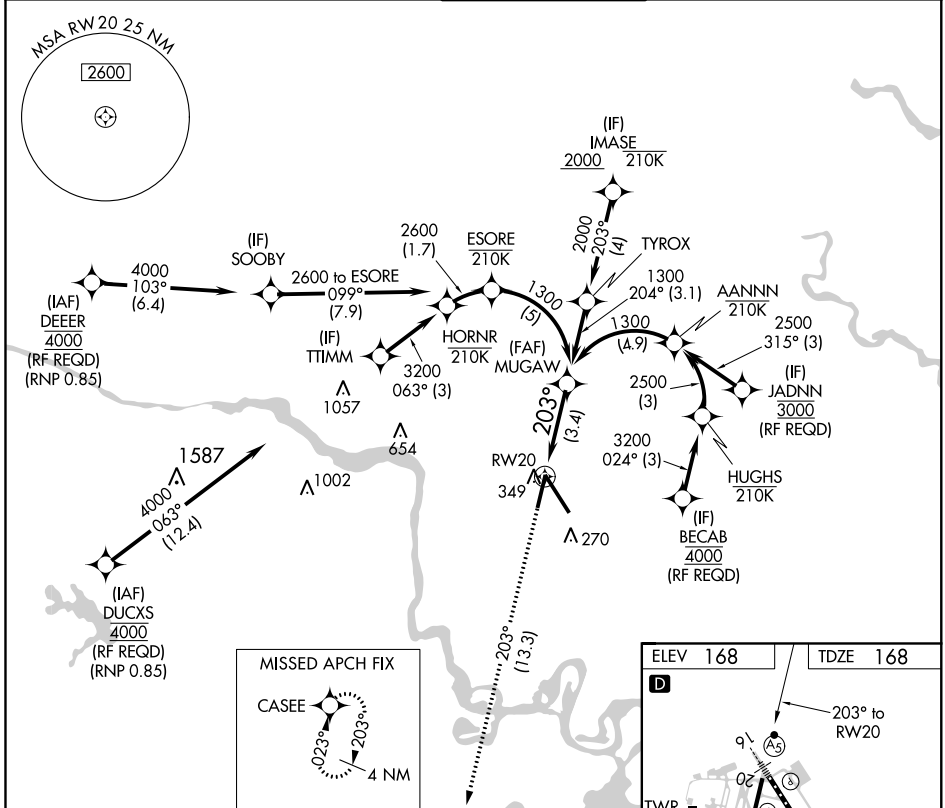 MSA RW20 25 NM
2600
(IF)
IMASE
2000 210K
2000
203°
(4)
TYROX
1300
204° (3.1)
AANNN
210K
2500
315° (3)
(IF)
JADNN
3000
(RF REQD)
1300
(4.9)
2500
(3)
3200
024° (3)
HUGHS
210K
(IF)
BECAB
4000
(RF REQD)
ESORE
210K
2600
(1.7)
1300
(5)
(IF)
SOOBY
2600 to ESORE
099°
(7.9)
4000
103°
(6.4)
(IAF)
DEEER
4000
(RF REQD)
(RNP 0.85)
(IF)
TTIMM
HORNR
210K
3200
063° (3)
(FAF)
MUGAW
203°
(3.4)
RW20
349
270
1057
654
1002
1587
4000
063°
(12.4)
(IAF)
DUCXS
4000
(RF REQD)
(RNP 0.85)
203°
(13.3)
MISSED APCH FIX
CASEE
023°
203°
4 NM
ELEV 168
TDZE 168
D
203° to
RW20
A5
16
20
TWR